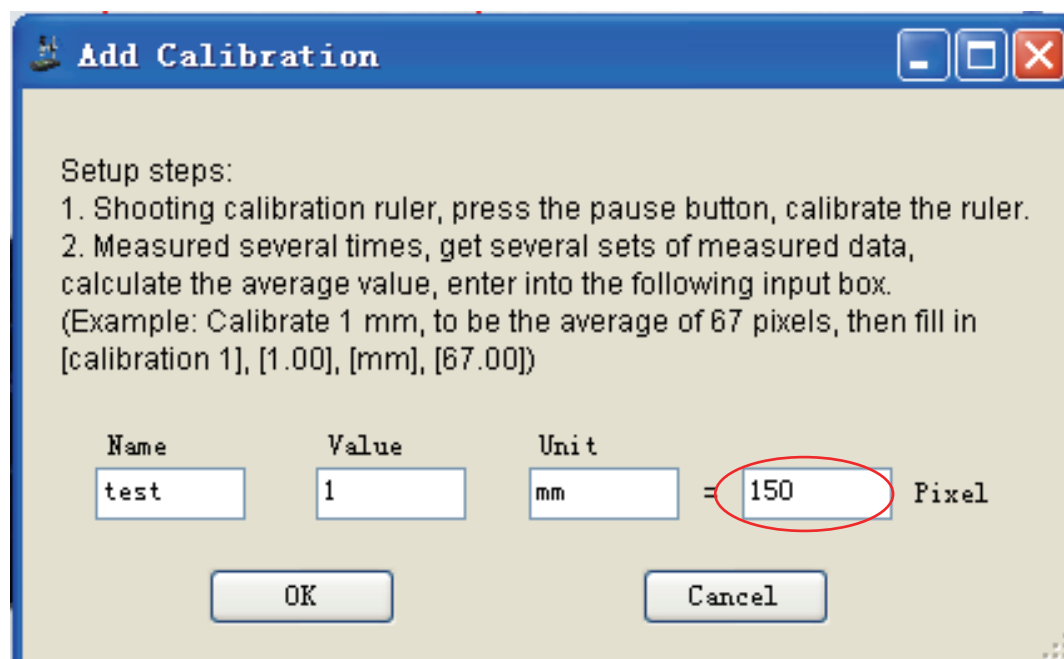 Add Calibration
Setup steps:
1. Shooting calibration ruler, press the pause button, calibrate the ruler.
2. Measured several times, get several sets of measured data,
calculate the average value, enter into the following input box.
(Example: Calibrate 1 mm, to be the average of 67 pixels, then fill in
[calibration 1], [1.00], [mm], [67.00])
Name Value Unit
test 1 mm = 150 Pixel
OK Cancel